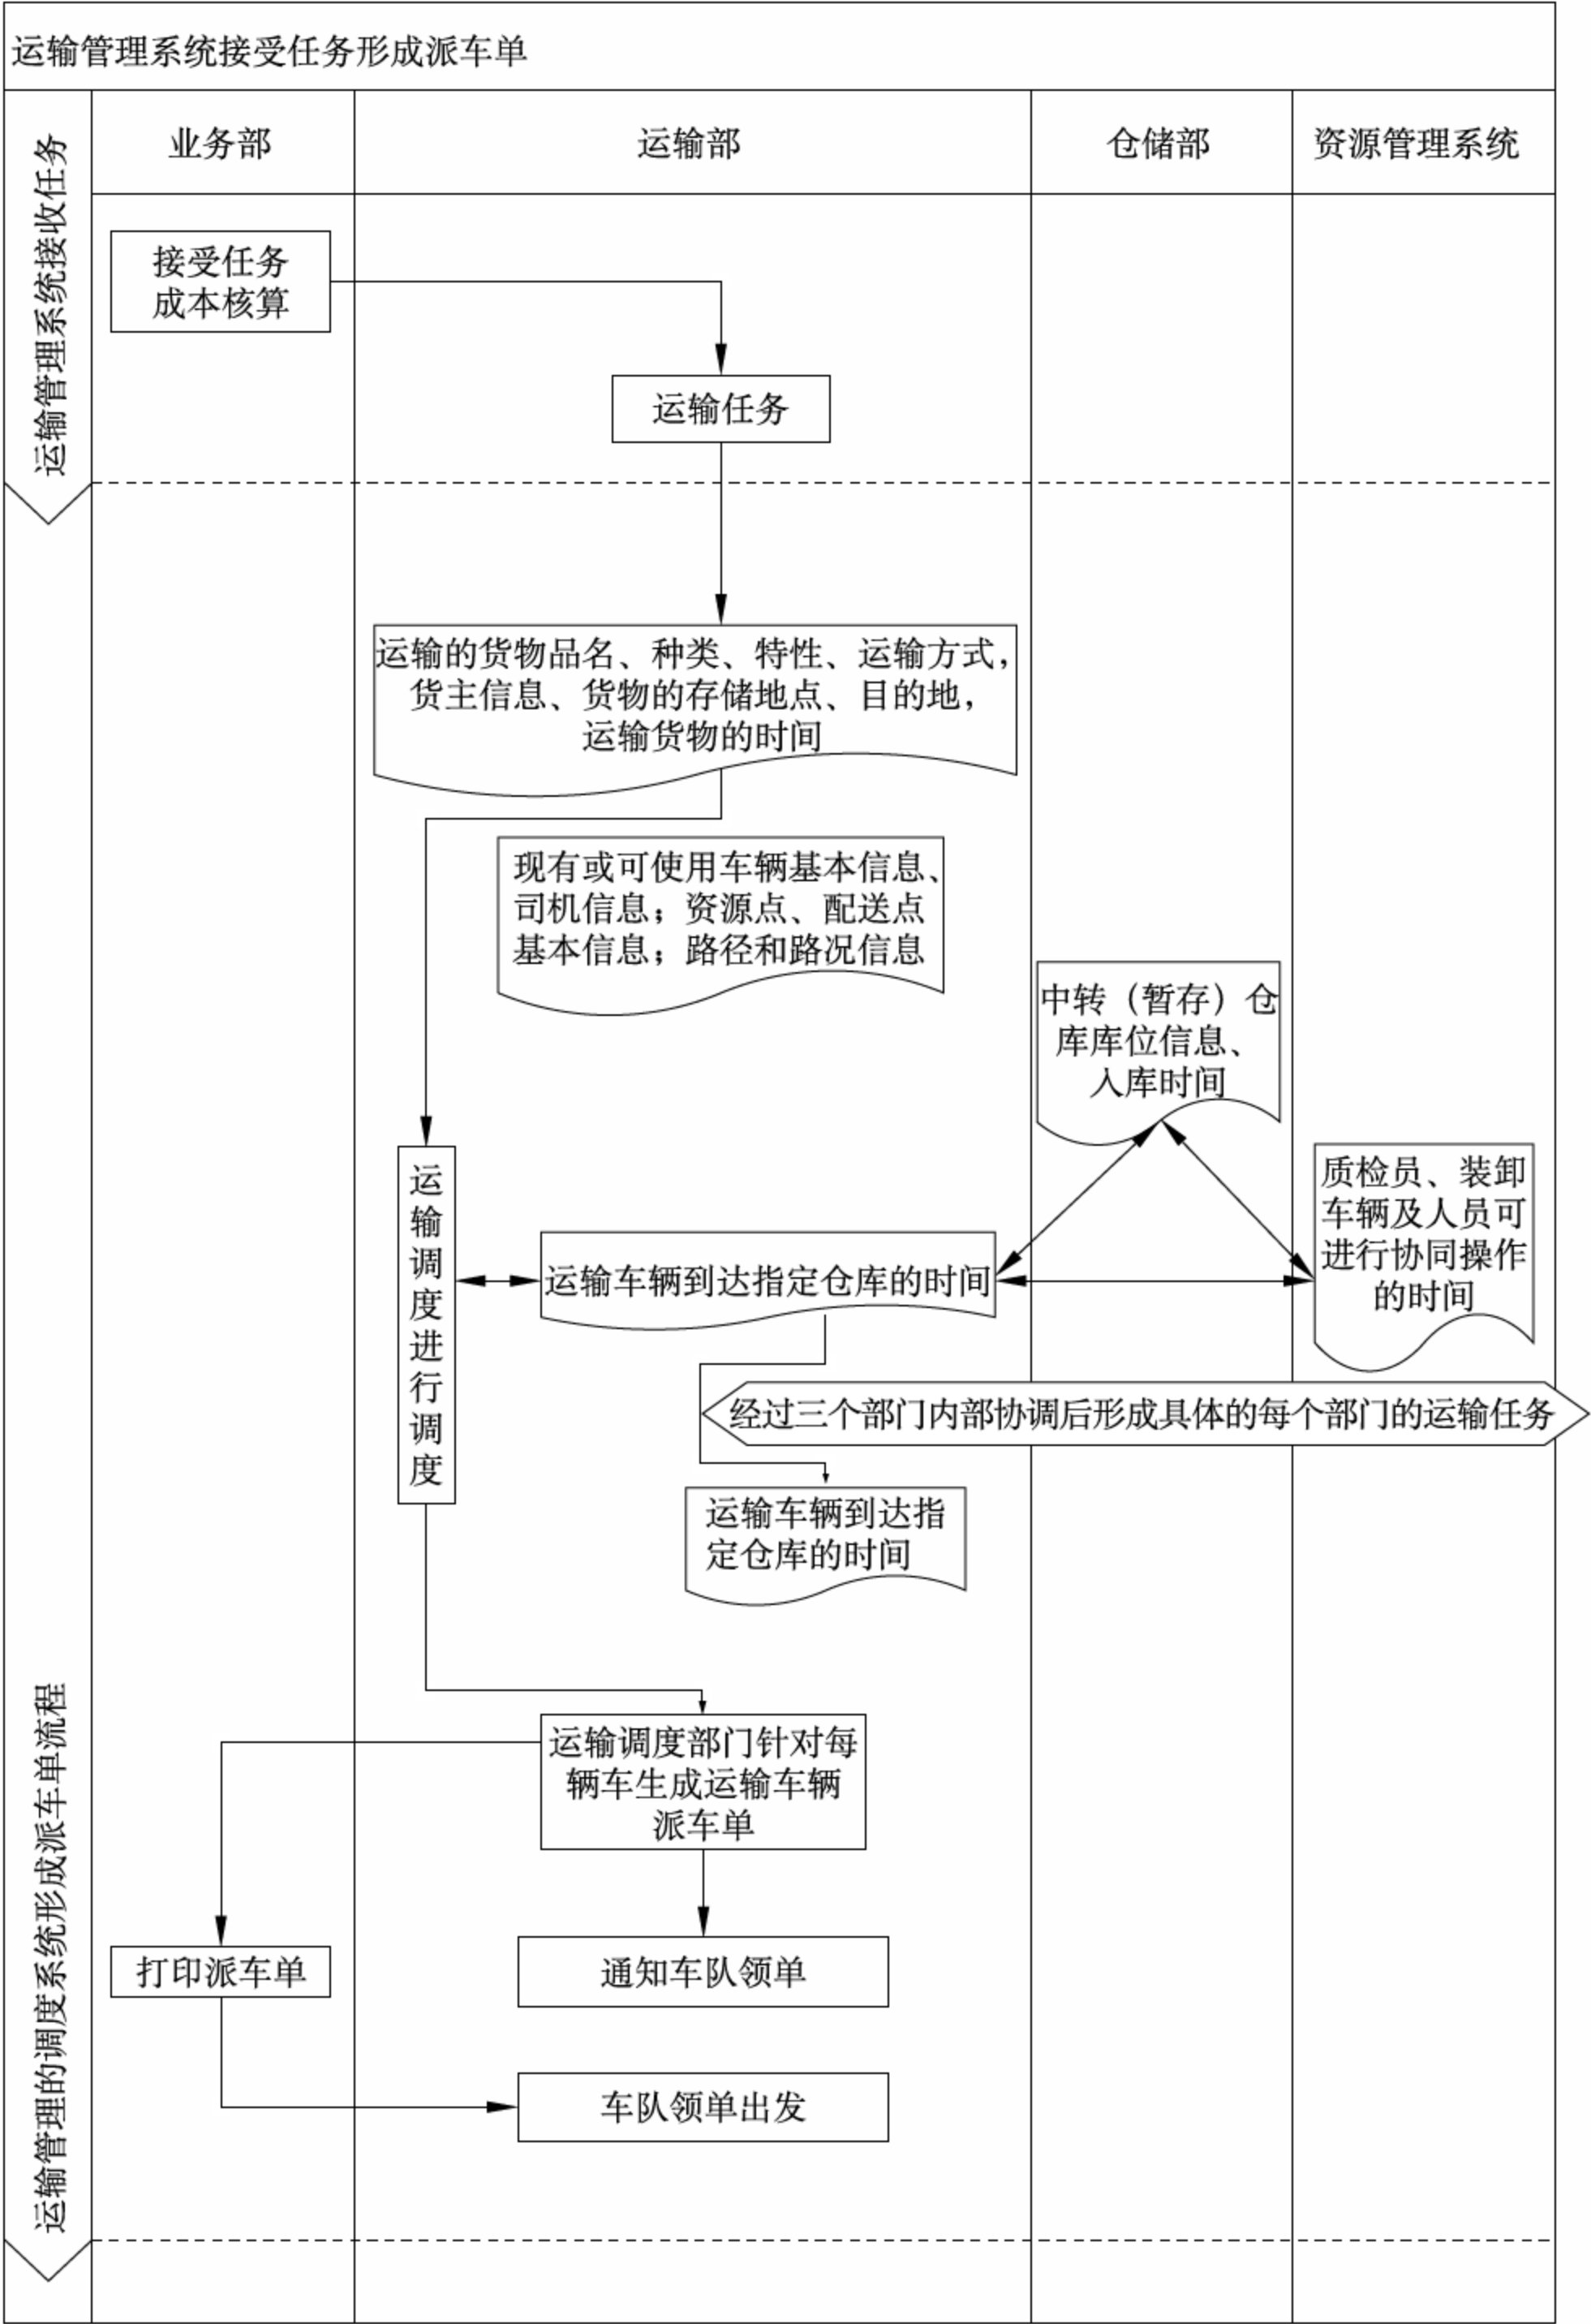 运输管理系统接受任务形成派车单
业务部
运输部
仓储部
资源管理系统
运输管理系统接收任务
接受任务
成本核算
运输任务
运输的货物品名、种类、特性、运输方式，
货主信息、货物的存储地点、目的地，
运输货物的时间
现有或可使用车辆基本信息、
司机信息；资源点、配送点
基本信息；路径和路况信息
中转（暂存）仓
库库位信息、
入库时间
质检员、装卸
车辆及人员可
进行协同操作
的时间
运输调度进行调度
运输车辆到达指定仓库的时间
经过三个部门内部协调后形成具体的每个部门的运输任务
运输车辆到达指
定仓库的时间
运输管理的调度系统形成派车单流程
运输调度部门针对每
辆车生成运输车辆
派车单
打印派车单
通知车队领单
车队领单出发